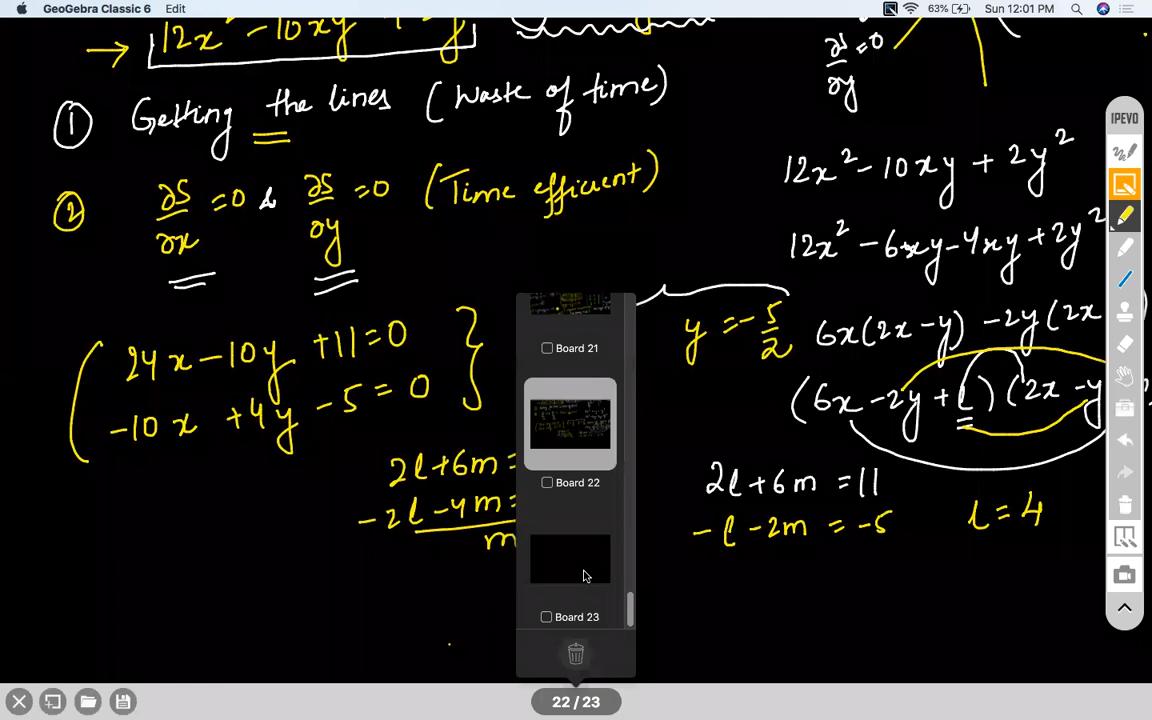 GeoGebra Classic 6 Edit 63% Sun 12:01 PM
→ 12x² - 10xy + 2y
∂S/∂y = 0
① Getting the lines (Waste of time)
② ∂S/∂x = 0 & ∂S/∂y = 0 (Time efficient)
24x - 10y + 11 = 0
-10x + 4y - 5 = 0
y = -5/2
2l + 6m =
-2l - 4m =
m
12x² - 10xy + 2y²
12x² - 6xy - 4xy + 2y²
6x(2x - y) - 2y(2x
(6x - 2y + l)(2x - y
2l + 6m = 11
-l - 2m = -5
l = 4
Board 21
Board 22
Board 23
22 / 23
IPEVO